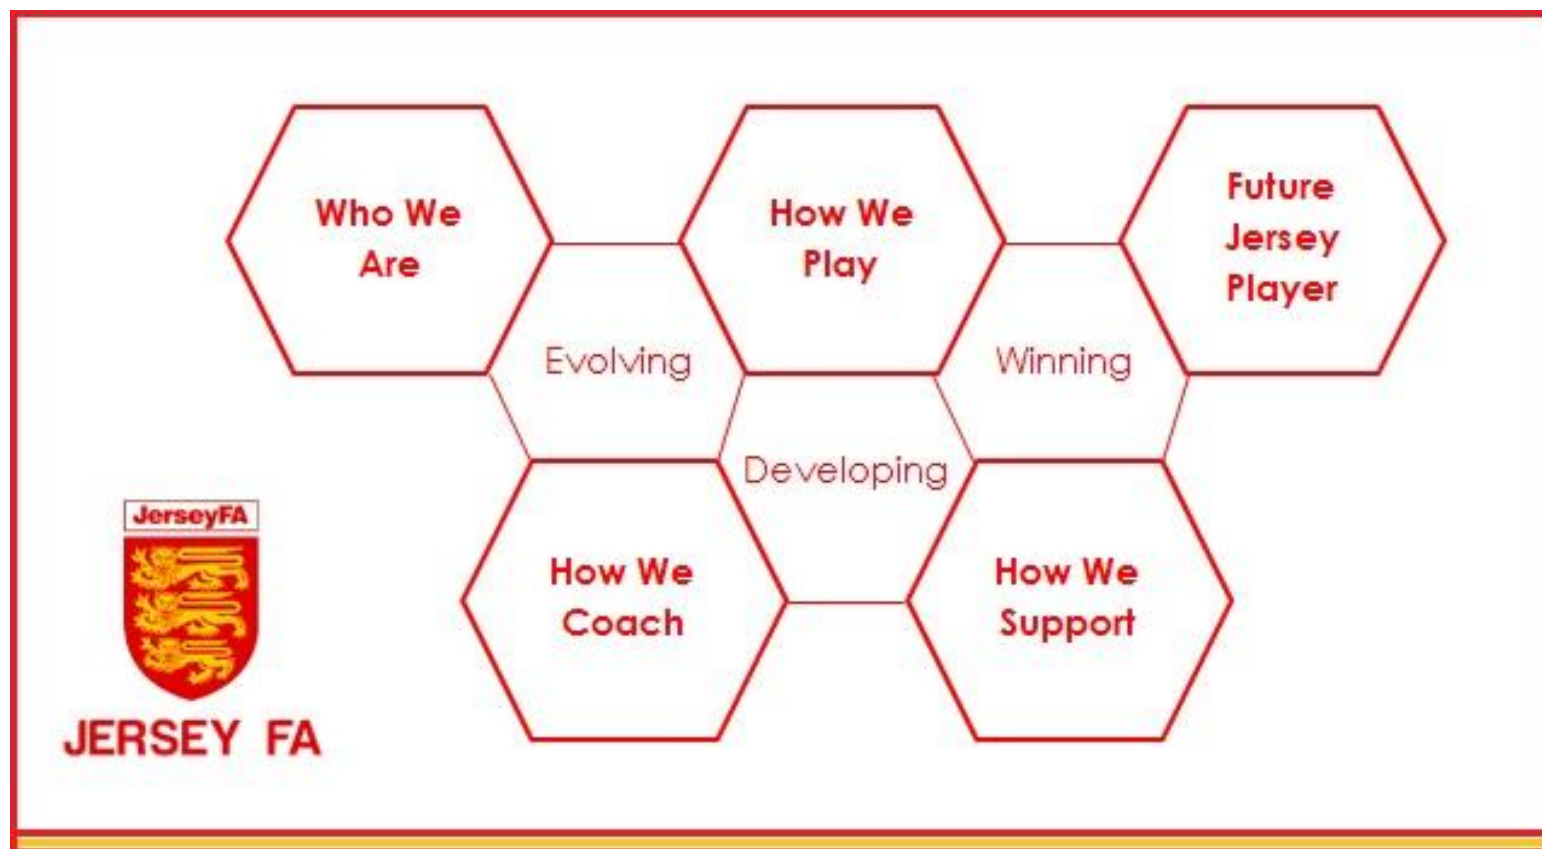 Who We
Are
How We
Play
Future
Jersey
Player
Evolving
Winning
Developing
How We
Coach
How We
Support
JerseyFA
JERSEY FA